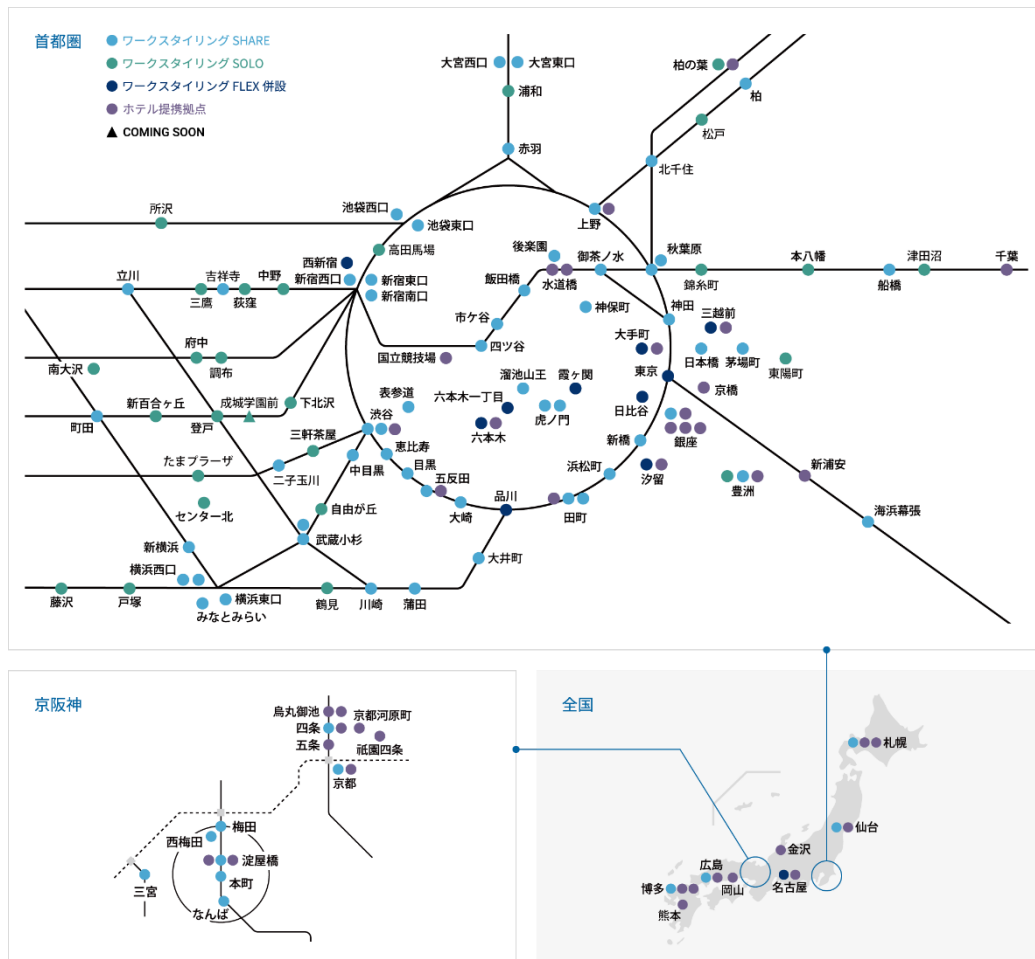 首都圏
ワークスタイリング SHARE
ワークスタイリング SOLO
ワークスタイリング FLEX 併設
ホテル提携拠点
COMING SOON
大宮西口
大宮東口
浦和
赤羽
柏の葉
柏
松戸
北千住
所沢
池袋西口
池袋東口
上野
高田馬場
後楽園
御茶ノ水
秋葉原
本八幡
津田沼
千葉
西新宿
新宿西口
新宿東口
新宿南口
立川
吉祥寺
中野
三鷹
荻窪
飯田橋
水道橋
錦糸町
船橋
神保町
神田
三越前
市ケ谷
大手町
四ツ谷
国立競技場
日本橋
茅場町
東陽町
府中
調布
南大沢
溜池山王
霞ヶ関
東京
京橋
表参道
六本木一丁目
虎ノ門
日比谷
新百合ヶ丘
成城学園前
下北沢
町田
登戸
渋谷
六本木
新橋
銀座
三軒茶屋
恵比寿
たまプラーザ
二子玉川
中目黒
目黒
五反田
浜松町
汐留
豊洲
新浦安
センター北
自由が丘
大崎
品川
田町
海浜幕張
新横浜
武蔵小杉
大井町
横浜西口
横浜東口
みなとみらい
藤沢
戸塚
鶴見
川崎
蒲田
京阪神
烏丸御池
京都河原町
四条
祇園四条
五条
京都
梅田
西梅田
淀屋橋
本町
三宮
なんば
全国
札幌
仙台
金沢
広島
岡山
名古屋
博多
熊本